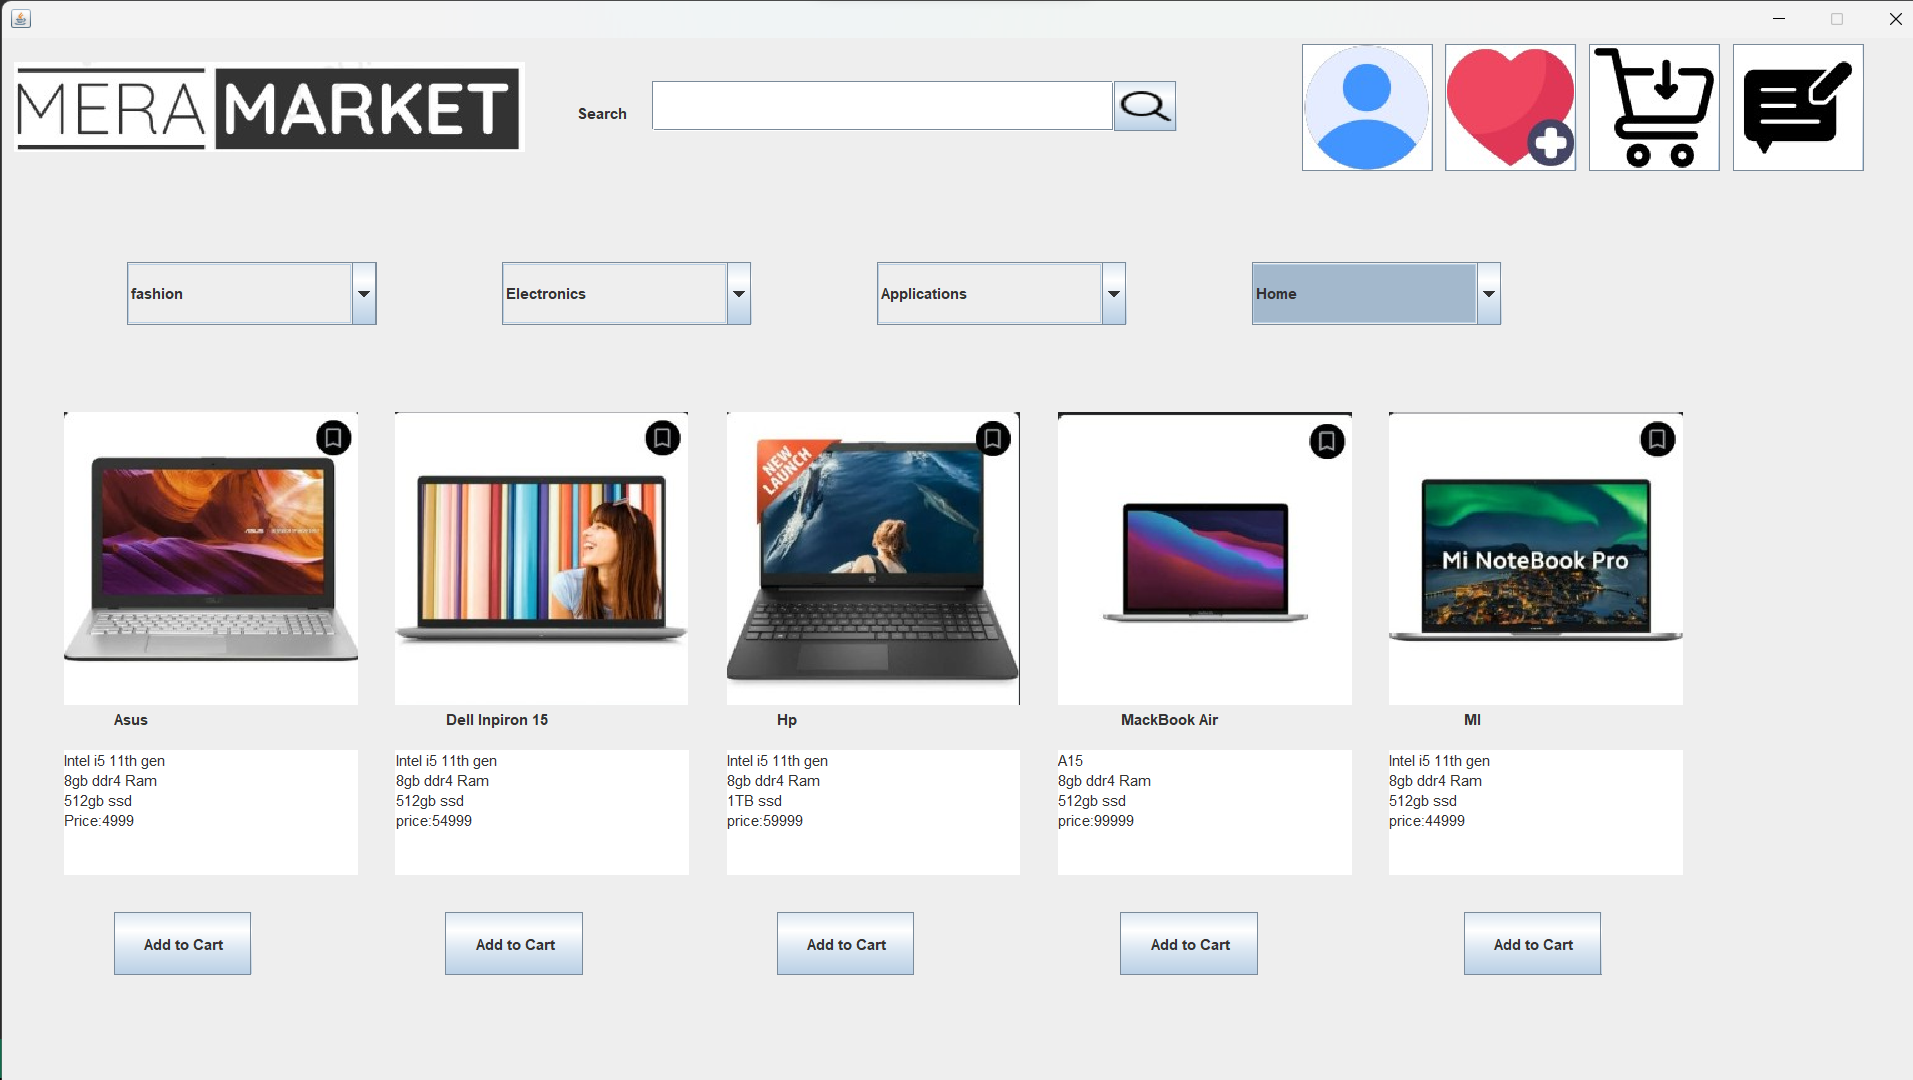 MERA MARKET
Search
fashion
Electronics
Applications
Home
NEW
LAUNCH
Mi NoteBook Pro
Asus
Dell Inpiron 15
Hp
MackBook Air
MI
Intel i5 11th gen
8gb ddr4 Ram
512gb ssd
Price:4999
Intel i5 11th gen
8gb ddr4 Ram
512gb ssd
price:54999
Intel i5 11th gen
8gb ddr4 Ram
1TB ssd
price:59999
A15
8gb ddr4 Ram
512gb ssd
price:99999
Intel i5 11th gen
8gb ddr4 Ram
512gb ssd
price:44999
Add to Cart
Add to Cart
Add to Cart
Add to Cart
Add to Cart